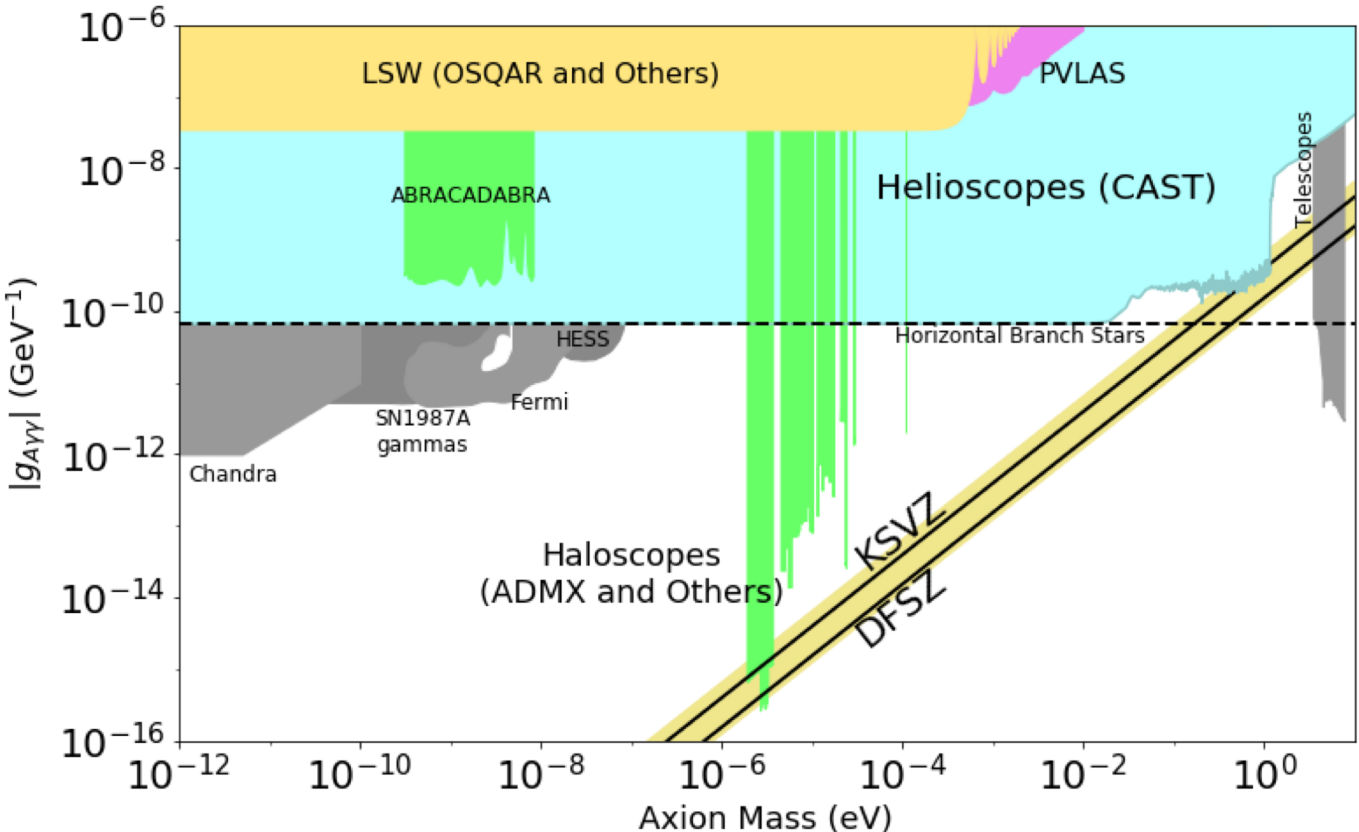 10⁻⁶
LSW (OSQAR and Others)
PVLAS
10⁻⁸
ABRACADABRA
Helioscopes (CAST)
Telescopes
|g_Aγγ| (GeV⁻¹)
10⁻¹⁰
HESS
Horizontal Branch Stars
Fermi
SN1987A
gammas
10⁻¹²
Chandra
KSVZ
Haloscopes
(ADMX and Others)
10⁻¹⁴
DFSZ
10⁻¹⁶
10⁻¹² 10⁻¹⁰ 10⁻⁸ 10⁻⁶ 10⁻⁴ 10⁻² 10⁰
Axion Mass (eV)